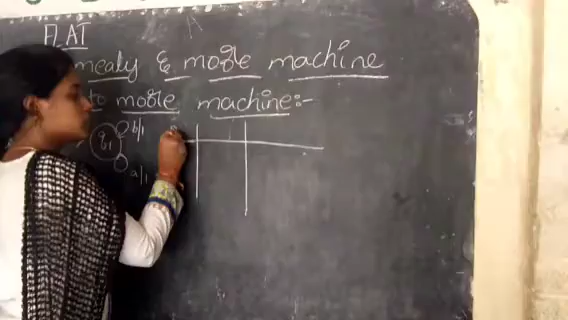 FLAT
mealy & moore machine
to moore machine:-
b/1
q1
a/1